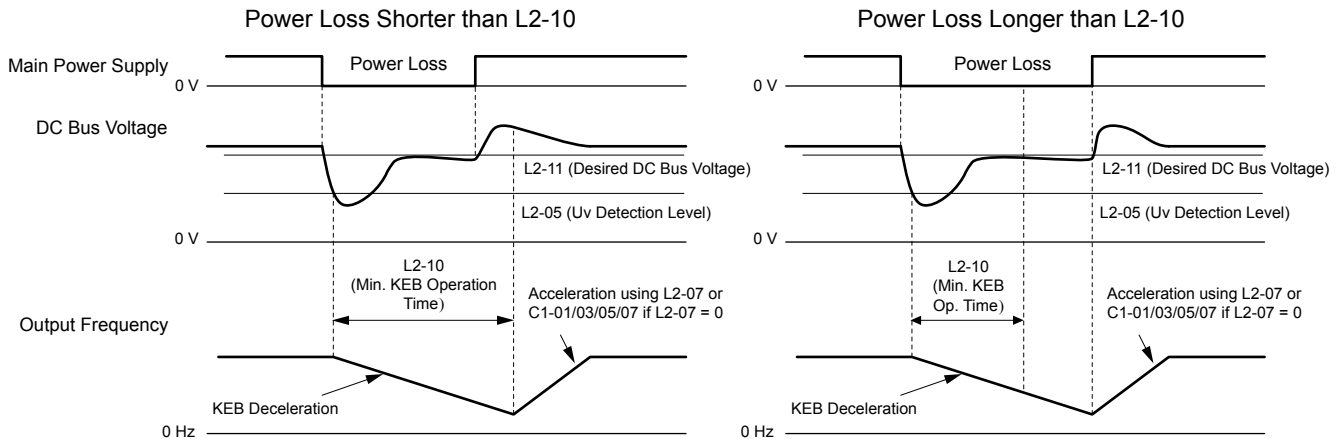 Power Loss Shorter than L2-10
Main Power Supply
Power Loss
0 V
DC Bus Voltage
L2-11 (Desired DC Bus Voltage)
L2-05 (Uv Detection Level)
0 V
L2-10
(Min. KEB Operation
Time)
Acceleration using L2-07 or
C1-01/03/05/07 if L2-07 = 0
Output Frequency
KEB Deceleration
0 Hz
Power Loss Longer than L2-10
Power Loss
0 V
L2-11 (Desired DC Bus Voltage)
L2-05 (Uv Detection Level)
0 V
L2-10
(Min. KEB
Op. Time)
Acceleration using L2-07 or
C1-01/03/05/07 if L2-07 = 0
KEB Deceleration
0 Hz